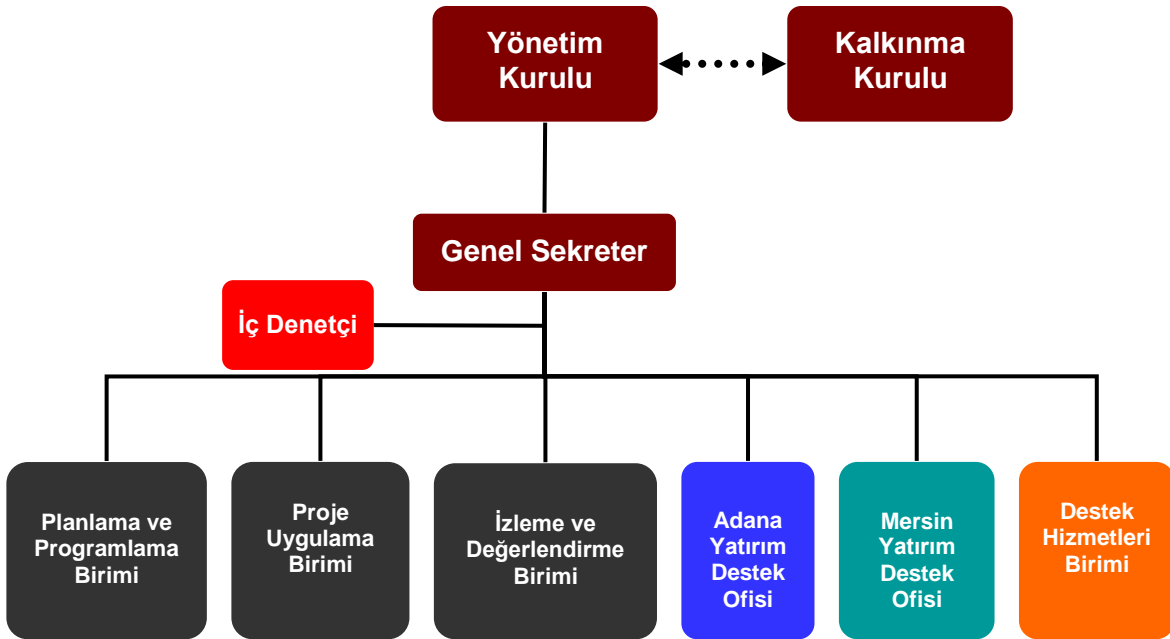 Yönetim
Kurulu
Kalkınma
Kurulu
Genel Sekreter
İç Denetçi
Planlama ve
Programlama
Birimi
Proje
Uygulama
Birimi
İzleme ve
Değerlendirme
Birimi
Adana
Yatırım
Destek
Ofisi
Mersin
Yatırım
Destek
Ofisi
Destek
Hizmetleri
Birimi